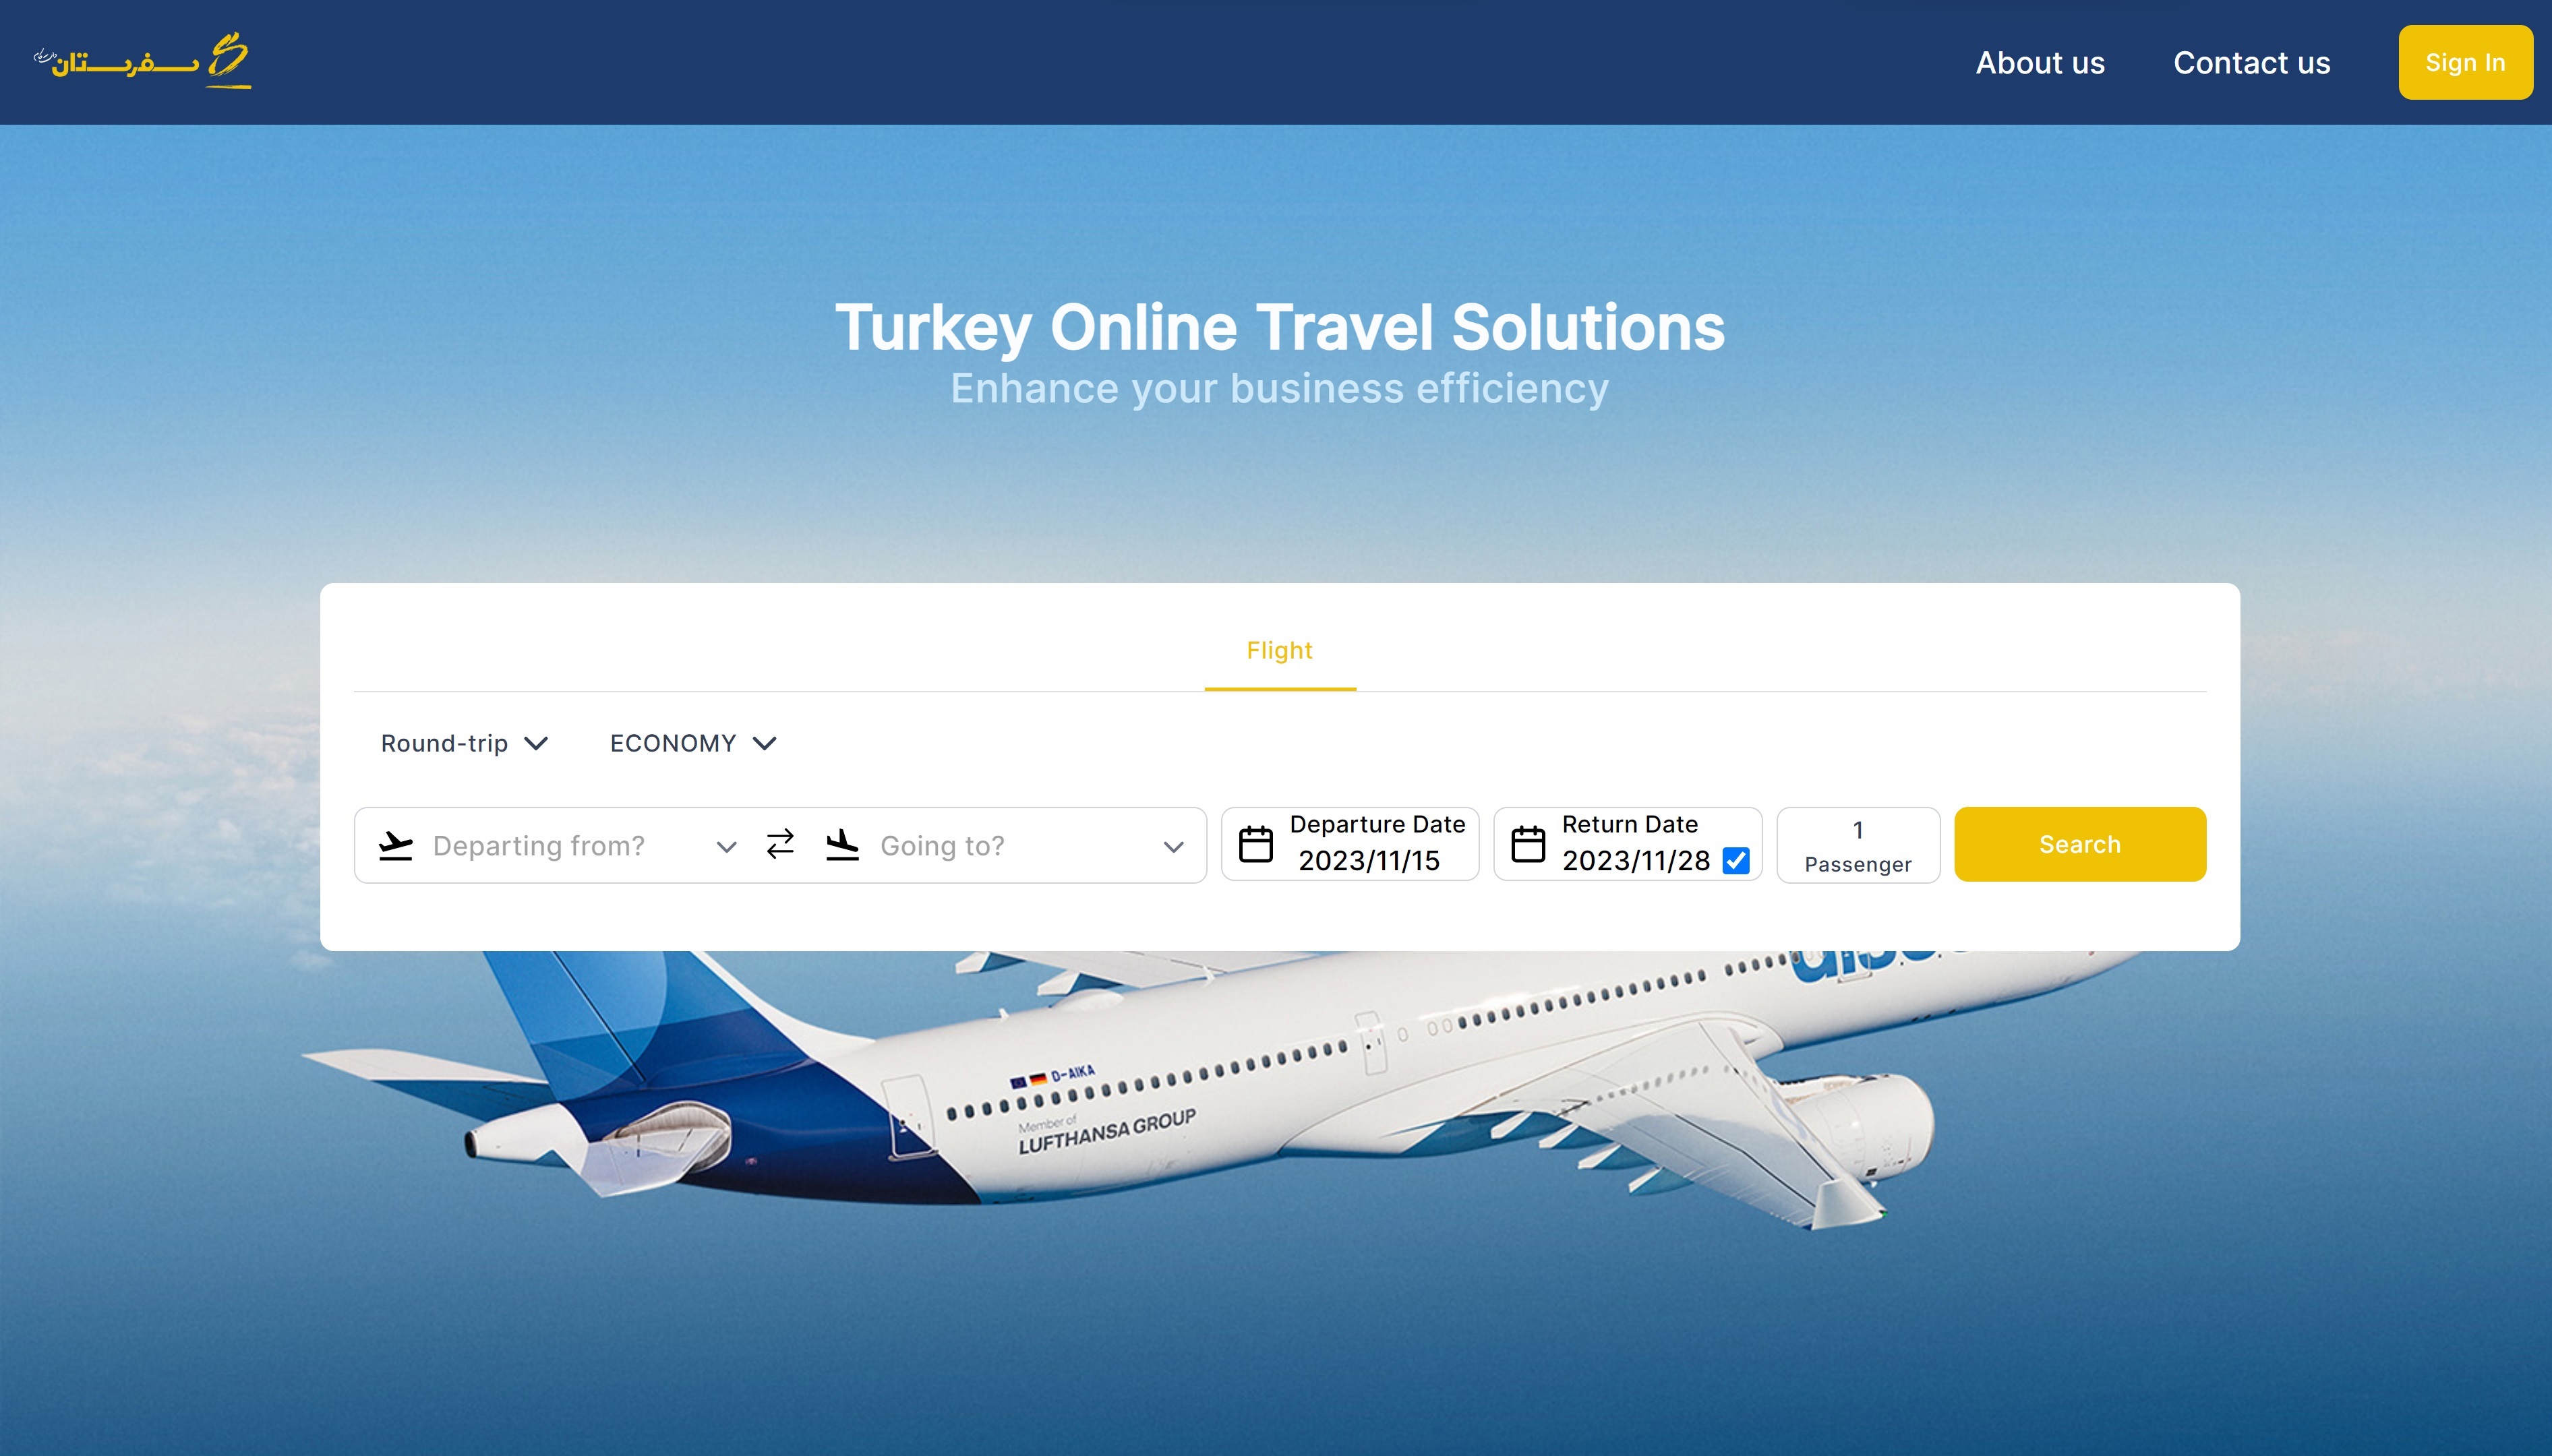 سفرستان
About us
Contact us
Sign In
Turkey Online Travel Solutions
Enhance your business efficiency
Flight
Round-trip
ECONOMY
Departing from?
Going to?
Departure Date
2023/11/15
Return Date
2023/11/28
1
Passenger
Search
D-AIKA
Member of
LUFTHANSA GROUP